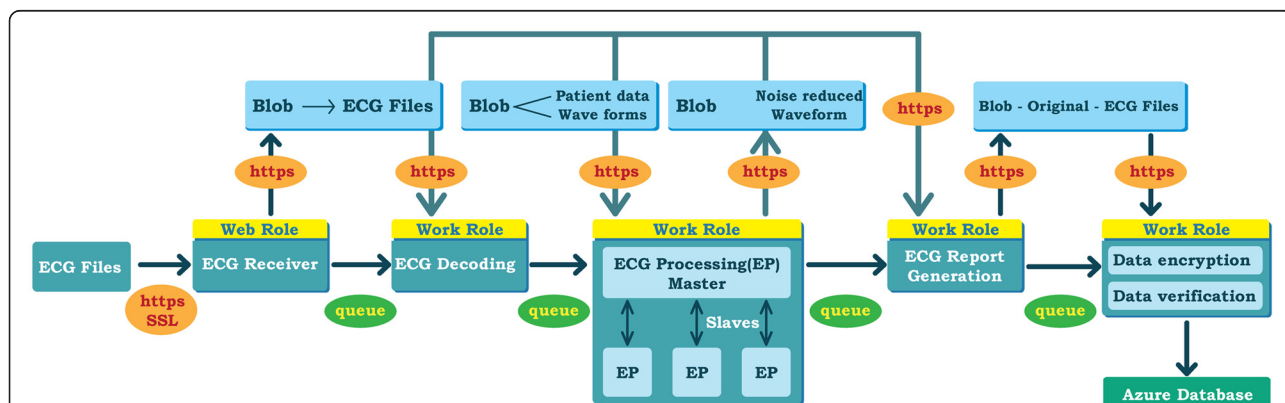 Blob → ECG Files
Blob
Patient data
Wave forms
Blob
Noise reduced
Waveform
https
Blob - Original - ECG Files
https
https
https
https
https
https
Web Role
Work Role
Work Role
Work Role
Work Role
ECG Files
ECG Receiver
ECG Decoding
ECG Processing(EP)
Master
ECG Report
Generation
Data encryption
Data verification
https
SSL
queue
queue
Slaves
queue
queue
EP
EP
EP
Azure Database